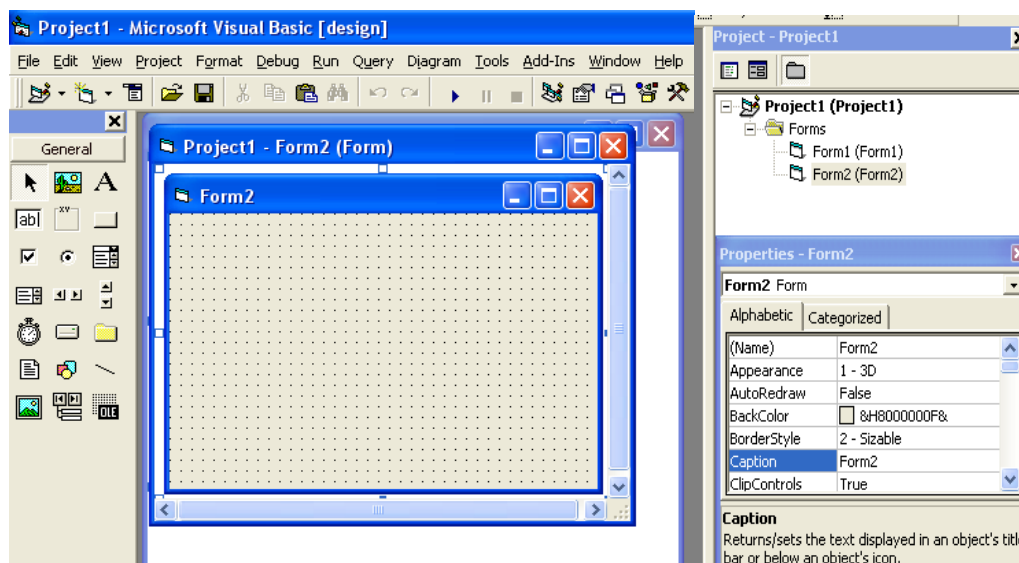 Project1 - Microsoft Visual Basic [design]
File Edit View Project Format Debug Run Query Diagram Tools Add-Ins Window Help
General
A
ab
XY
OLE
Project1 - Form2 (Form)
Form2
Project - Project1
Project1 (Project1)
Forms
Form1 (Form1)
Form2 (Form2)
Properties - Form2
Form2 Form
Alphabetic Categorized
(Name) Form2
Appearance 1 - 3D
AutoRedraw False
BackColor &H8000000F&
BorderStyle 2 - Sizable
Caption Form2
ClipControls True
Caption
Returns/sets the text displayed in an object's title
bar or below an object's icon.